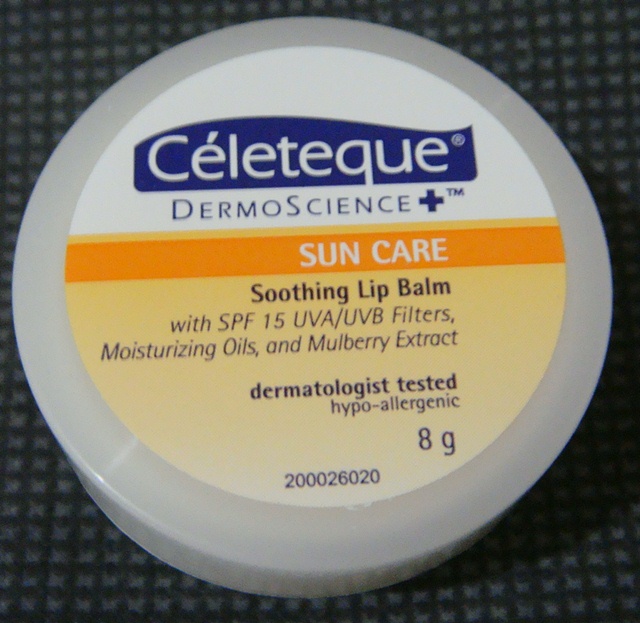 Céleteque®
DERMOSCIENCE✚™
SUN CARE
Soothing Lip Balm
with SPF 15 UVA/UVB Filters,
Moisturizing Oils, and Mulberry Extract
dermatologist tested
hypo-allergenic
8 g
200026020